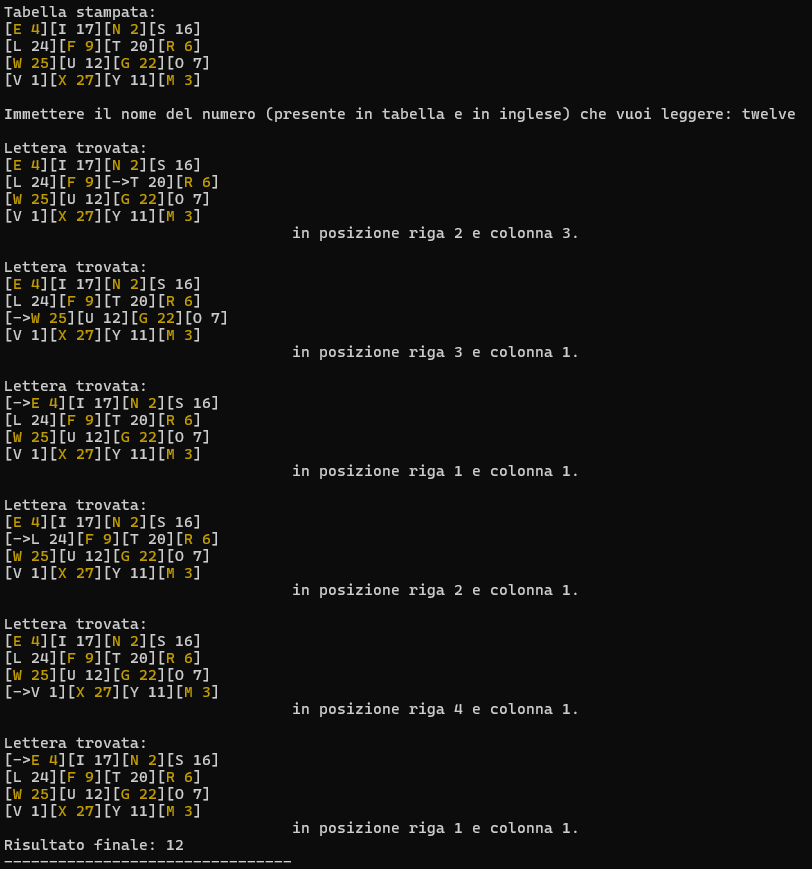 Tabella stampata:
[E 4][I 17][N 2][S 16]
[L 24][F 9][T 20][R 6]
[W 25][U 12][G 22][O 7]
[V 1][X 27][Y 11][M 3]
Immettere il nome del numero (presente in tabella e in inglese) che vuoi leggere: twelve
Lettera trovata:
[E 4][I 17][N 2][S 16]
[L 24][F 9][->T 20][R 6]
[W 25][U 12][G 22][O 7]
[V 1][X 27][Y 11][M 3]
in posizione riga 2 e colonna 3.
Lettera trovata:
[E 4][I 17][N 2][S 16]
[L 24][F 9][T 20][R 6]
[->W 25][U 12][G 22][O 7]
[V 1][X 27][Y 11][M 3]
in posizione riga 3 e colonna 1.
Lettera trovata:
[->E 4][I 17][N 2][S 16]
[L 24][F 9][T 20][R 6]
[W 25][U 12][G 22][O 7]
[V 1][X 27][Y 11][M 3]
in posizione riga 1 e colonna 1.
Lettera trovata:
[E 4][I 17][N 2][S 16]
[->L 24][F 9][T 20][R 6]
[W 25][U 12][G 22][O 7]
[V 1][X 27][Y 11][M 3]
in posizione riga 2 e colonna 1.
Lettera trovata:
[E 4][I 17][N 2][S 16]
[L 24][F 9][T 20][R 6]
[W 25][U 12][G 22][O 7]
[->V 1][X 27][Y 11][M 3]
in posizione riga 4 e colonna 1.
Lettera trovata:
[->E 4][I 17][N 2][S 16]
[L 24][F 9][T 20][R 6]
[W 25][U 12][G 22][O 7]
[V 1][X 27][Y 11][M 3]
in posizione riga 1 e colonna 1.
Risultato finale: 12
--------------------------------